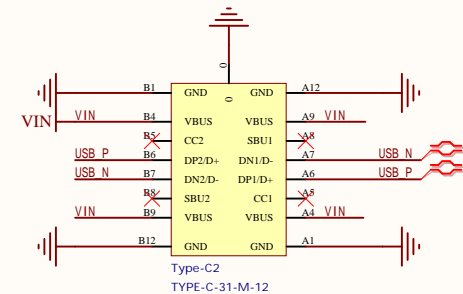 0
0
B1 GND GND A12
VIN B4 VIN VBUS VBUS A9 VIN
B5 CC2 SBU1 A8
USB_P B6 DP2/D+ DN1/D- A7 USB_N
USB_N B7 DN2/D- DP1/D+ A6 USB_P
B8 SBU2 CC1 A5
VIN B9 VBUS VBUS A4 VIN
B12 GND GND A1
Type-C2
TYPE-C-31-M-12